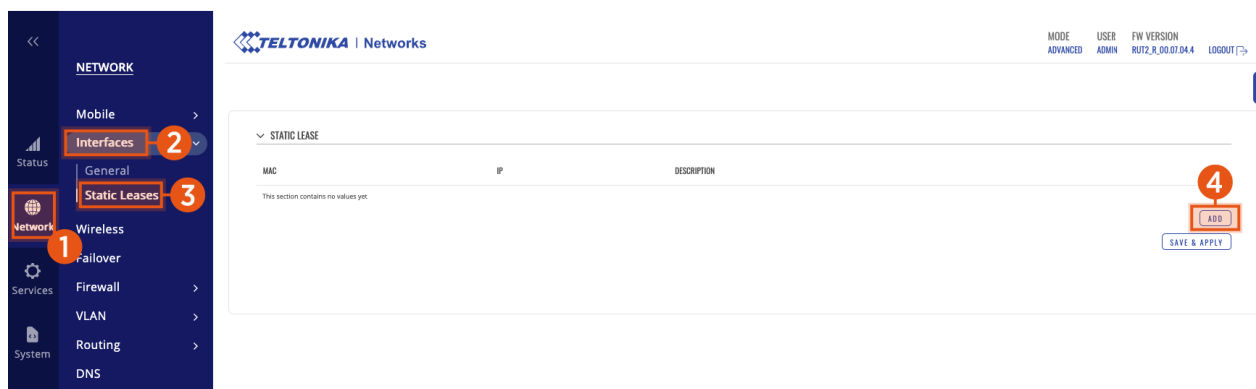 <<
NETWORK
Mobile
Interfaces 2
General
Static Leases 3
Wireless
Failover
Firewall
VLAN
Routing
DNS
Status
Network
1
Services
System
TELTONIKA | Networks
MODE USER FW VERSION
ADVANCED ADMIN RUT2_R_00.07.04.4 LOGOUT
STATIC LEASE
MAC IP DESCRIPTION
This section contains no values yet
4
ADD
SAVE & APPLY